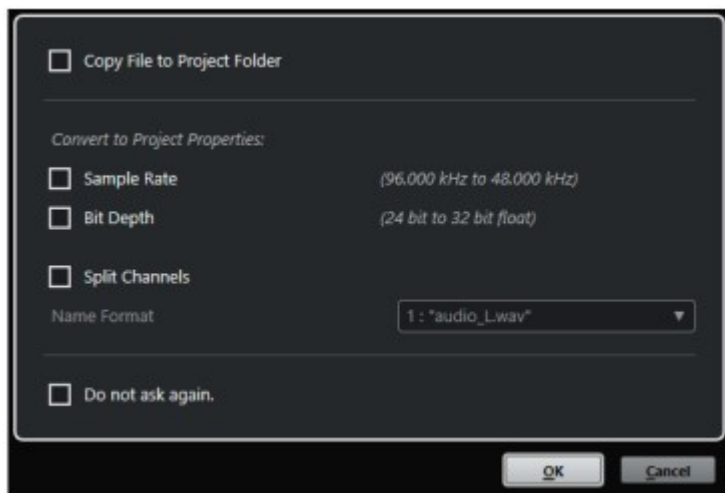 Copy File to Project Folder
Convert to Project Properties:
Sample Rate (96.000 kHz to 48.000 kHz)
Bit Depth (24 bit to 32 bit float)
Split Channels
Name Format 1 : "audio_L.wav"
Do not ask again.
OK Cancel